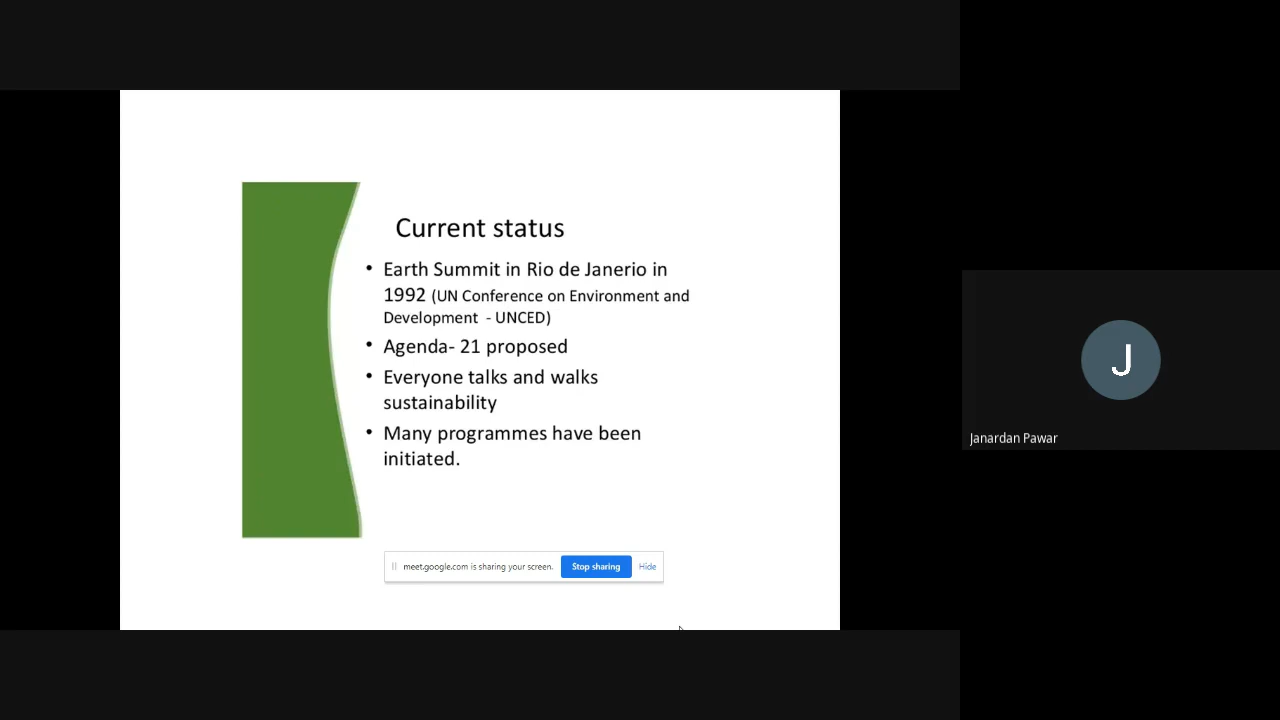 Current status
• Earth Summit in Rio de Janerio in
1992 (UN Conference on Environment and
Development - UNCED)
• Agenda- 21 proposed
• Everyone talks and walks
sustainability
• Many programmes have been
initiated.
meet.google.com is sharing your screen. Stop sharing Hide
J
Janardan Pawar